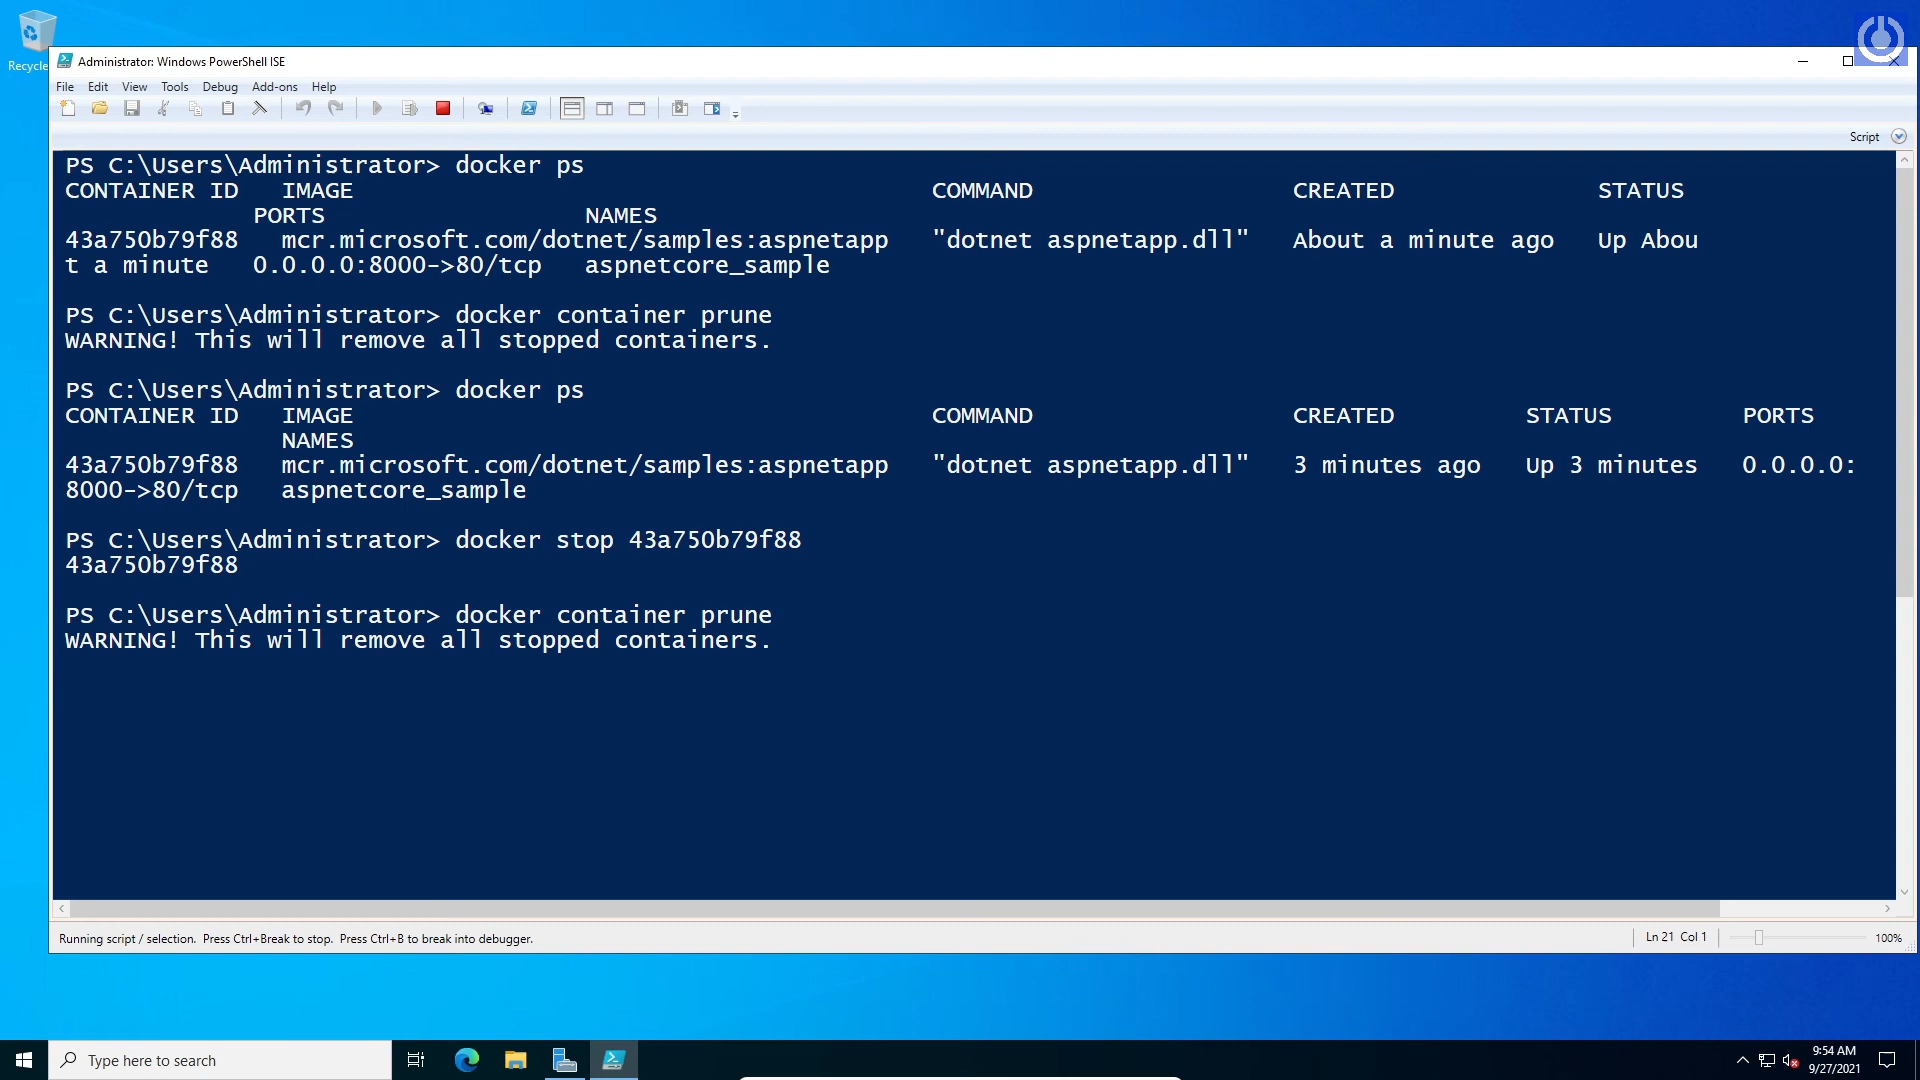 Recycle
Administrator: Windows PowerShell ISE
File Edit View Tools Debug Add-ons Help
Script
PS C:\Users\Administrator> docker ps
CONTAINER ID IMAGE COMMAND CREATED STATUS
PORTS NAMES
43a750b79f88 mcr.microsoft.com/dotnet/samples:aspnetapp "dotnet aspnetapp.dll" About a minute ago Up Abou
t a minute 0.0.0.0:8000->80/tcp aspnetcore_sample
PS C:\Users\Administrator> docker container prune
WARNING! This will remove all stopped containers.
PS C:\Users\Administrator> docker ps
CONTAINER ID IMAGE COMMAND CREATED STATUS PORTS
NAMES
43a750b79f88 mcr.microsoft.com/dotnet/samples:aspnetapp "dotnet aspnetapp.dll" 3 minutes ago Up 3 minutes 0.0.0.0:
8000->80/tcp aspnetcore_sample
PS C:\Users\Administrator> docker stop 43a750b79f88
43a750b79f88
PS C:\Users\Administrator> docker container prune
WARNING! This will remove all stopped containers.
Running script / selection. Press Ctrl+Break to stop. Press Ctrl+B to break into debugger.
Ln 21 Col 1
100%
Type here to search
9:54 AM
9/27/2021